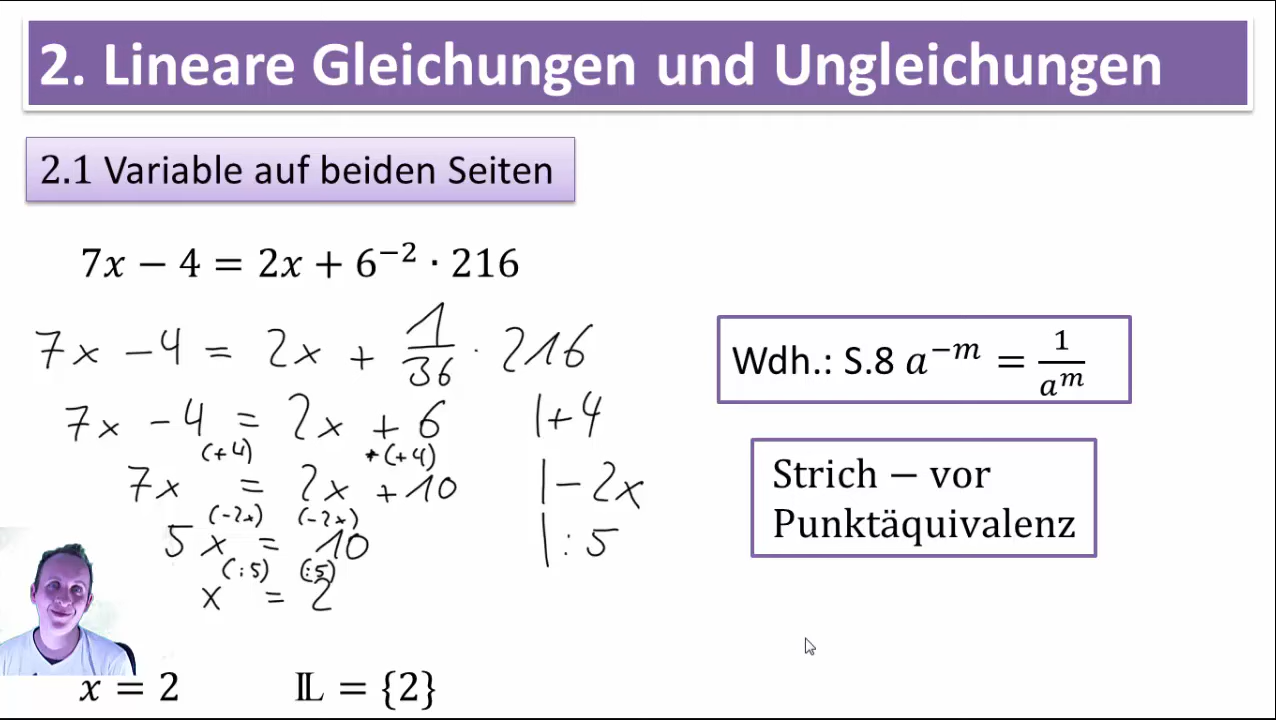 2. Lineare Gleichungen und Ungleichungen
2.1 Variable auf beiden Seiten
7x − 4 = 2x + 6⁻² · 216
7x − 4 = 2x + 1/36 · 216
Wdh.: S.8 a⁻ᵐ = 1/aᵐ
7x − 4 = 2x + 6 |+4
(+4) +(+4)
7x = 2x + 10 |−2x
(−2x) (−2x)
Strich − vor
Punktäquivalenz
5x = 10 |:5
(:5) (:5)
x = 2
x = 2 𝕃 = {2}